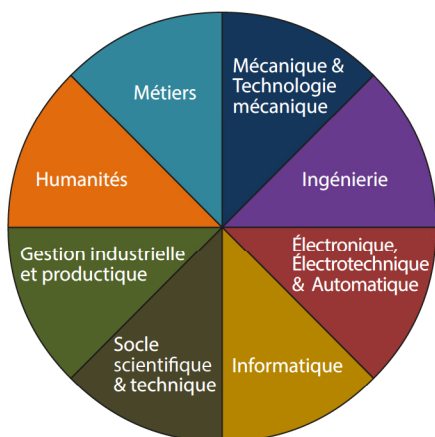 Mécanique &
Technologie
mécanique
Ingénierie
Électronique,
Électrotechnique
& Automatique
Informatique
Socle
scientifique
& technique
Gestion industrielle
et productique
Humanités
Métiers